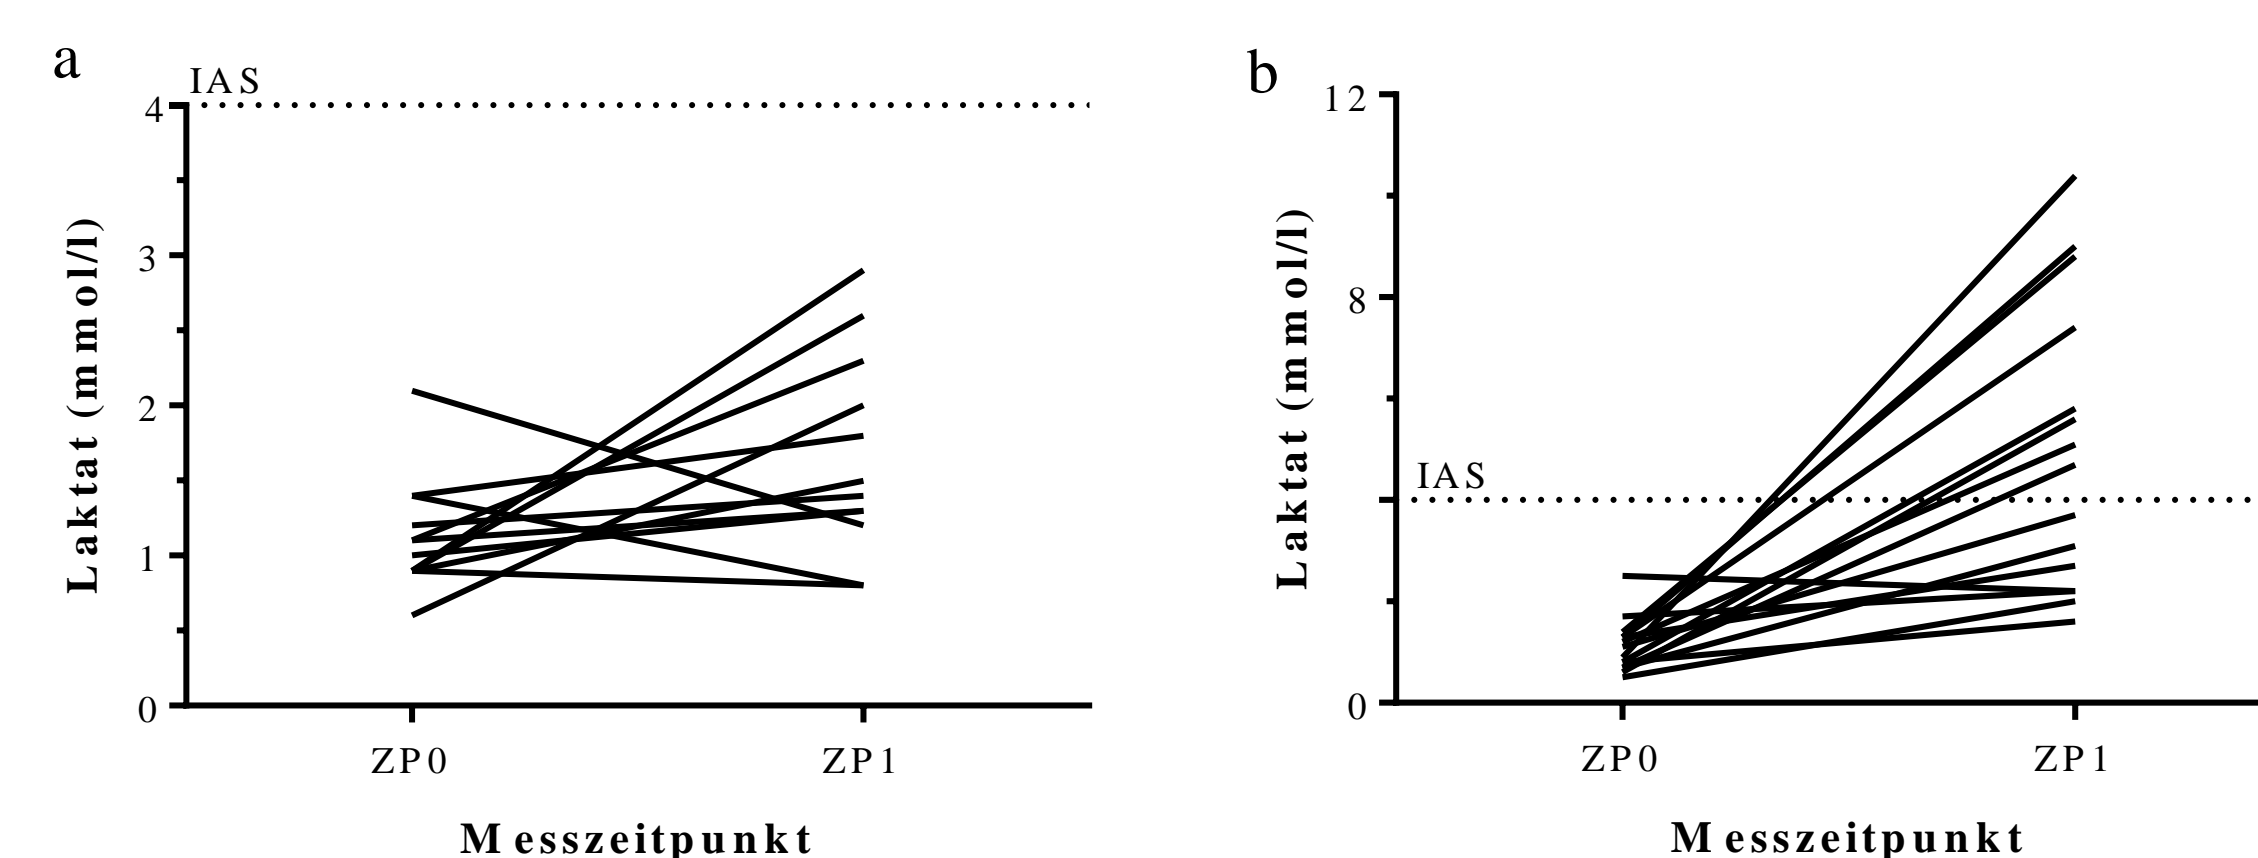 a
IAS
4
3
2
1
0
Laktat (mmol/l)
ZP0 ZP1
Messzeitpunkt
b
12
8
IAS
0
Laktat (mmol/l)
ZP0 ZP1
Messzeitpunkt